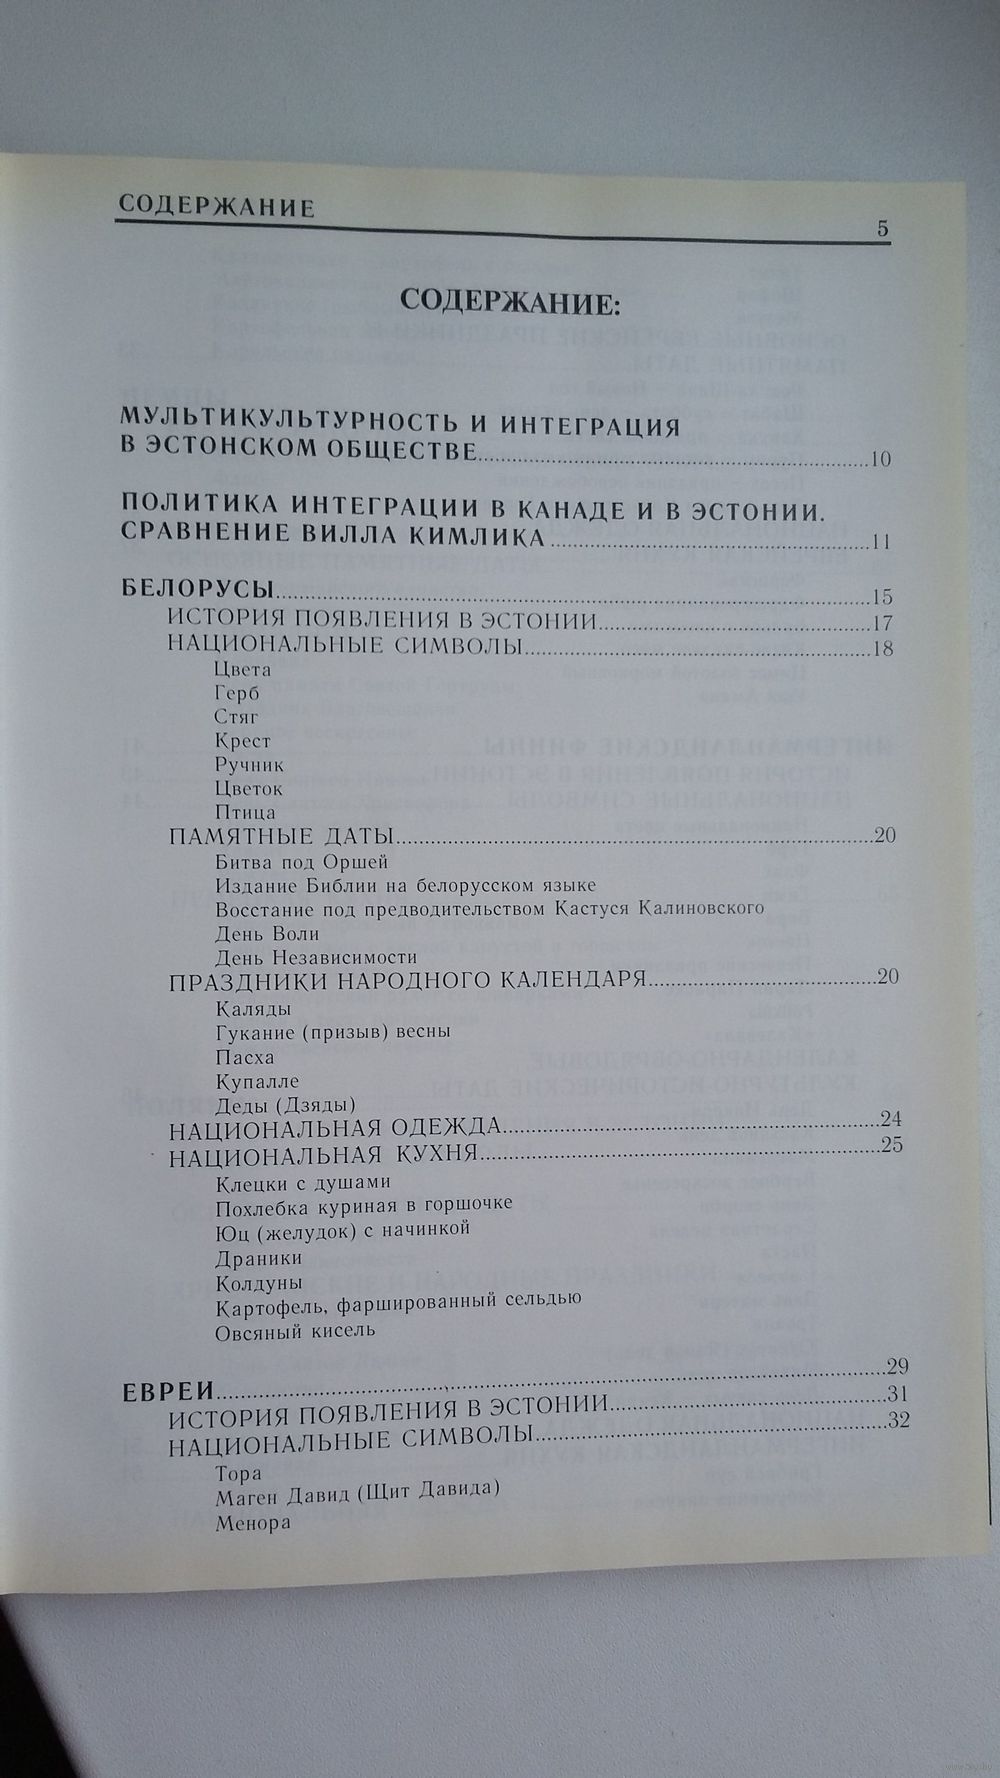 СОДЕРЖАНИЕ 5
СОДЕРЖАНИЕ:
МУЛЬТИКУЛЬТУРНОСТЬ И ИНТЕГРАЦИЯ
В ЭСТОНСКОМ ОБЩЕСТВЕ...10
ПОЛИТИКА ИНТЕГРАЦИИ В КАНАДЕ И В ЭСТОНИИ.
СРАВНЕНИЕ ВИЛЛА КИМЛИКА...11
БЕЛОРУСЫ...15
ИСТОРИЯ ПОЯВЛЕНИЯ В ЭСТОНИИ...17
НАЦИОНАЛЬНЫЕ СИМВОЛЫ...18
Цвета
Герб
Стяг
Крест
Ручник
Цветок
Птица
ПАМЯТНЫЕ ДАТЫ...20
Битва под Оршей
Издание Библии на белорусском языке
Восстание под предводительством Кастуся Калиновского
День Воли
День Независимости
ПРАЗДНИКИ НАРОДНОГО КАЛЕНДАРЯ...20
Каляды
Гукание (призыв) весны
Пасха
Купалле
Деды (Дзяды)
НАЦИОНАЛЬНАЯ ОДЕЖДА...24
НАЦИОНАЛЬНАЯ КУХНЯ...25
Клецки с душами
Похлебка куриная в горшочке
Юц (желудок) с начинкой
Драники
Колдуны
Картофель, фаршированный сельдью
Овсяный кисель
ЕВРЕИ...29
ИСТОРИЯ ПОЯВЛЕНИЯ В ЭСТОНИИ...31
НАЦИОНАЛЬНЫЕ СИМВОЛЫ...32
Тора
Маген Давид (Щит Давида)
Менора